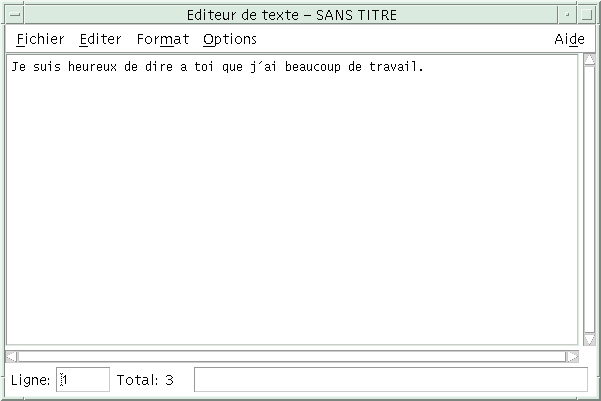 Editeur de texte – SANS TITRE
Fichier Editer Format Options Aide
Je suis heureux de dire a toi que j´ai beaucoup de travail.
Ligne: 1 Total: 3